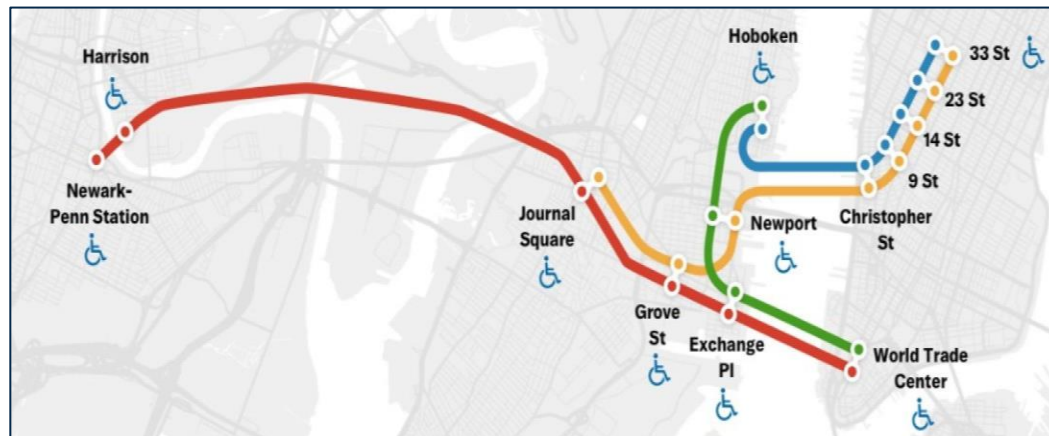 Harrison
Newark-
Penn Station
Journal
Square
Grove
St
Exchange
Pl
Hoboken
Newport
Christopher
St
9 St
14 St
23 St
33 St
World Trade
Center